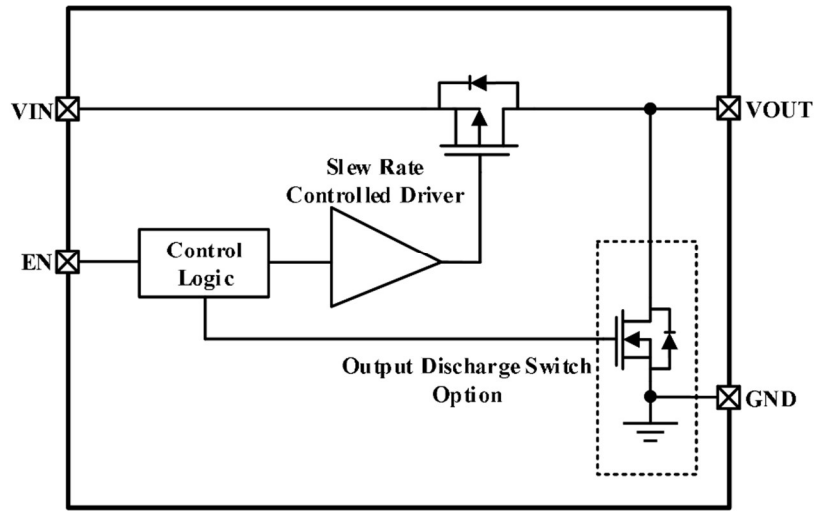 VIN
VOUT
Slew Rate
Controlled Driver
EN
Control
Logic
Output Discharge Switch
Option
GND